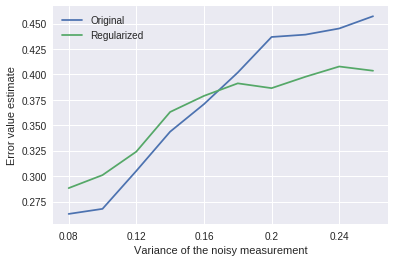 Original
Regularized
0.450
0.425
0.400
0.375
0.350
0.325
0.300
0.275
Error value estimate
0.08 0.12 0.16 0.2 0.24
Variance of the noisy measurement